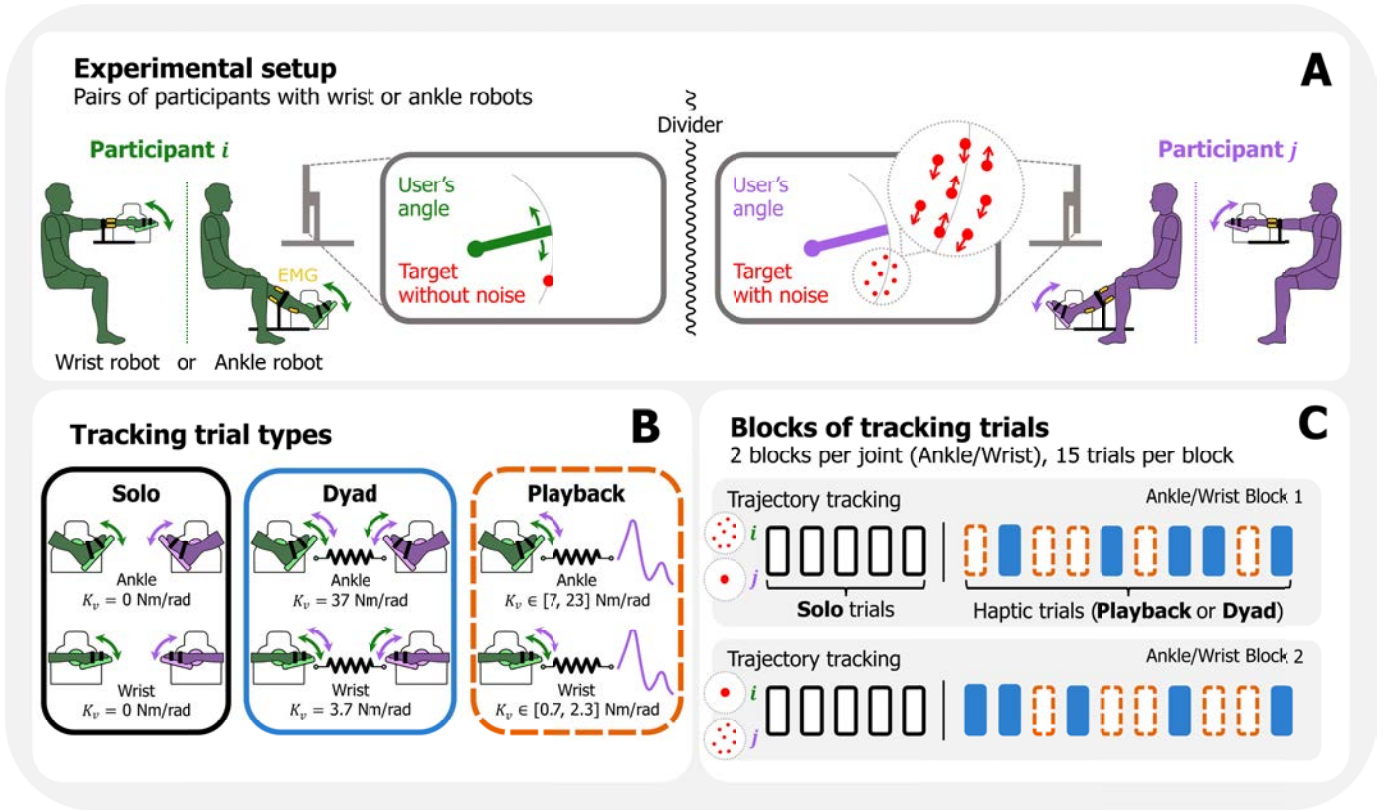 A
Experimental setup
Pairs of participants with wrist or ankle robots
Divider
Participant i
Participant j
User's
angle
User's
angle
EMG
Target
without noise
Target
with noise
Wrist robot or Ankle robot
B
Tracking trial types
Solo
Dyad
Playback
Ankle
K_v = 0 Nm/rad
Ankle
K_v = 37 Nm/rad
Ankle
K_v ∈ [7, 23] Nm/rad
Wrist
K_v = 0 Nm/rad
Wrist
K_v = 3.7 Nm/rad
Wrist
K_v ∈ [0.7, 2.3] Nm/rad
C
Blocks of tracking trials
2 blocks per joint (Ankle/Wrist), 15 trials per block
Trajectory tracking
Ankle/Wrist Block 1
i
j
Solo trials
Haptic trials (Playback or Dyad)
Trajectory tracking
Ankle/Wrist Block 2
i
j